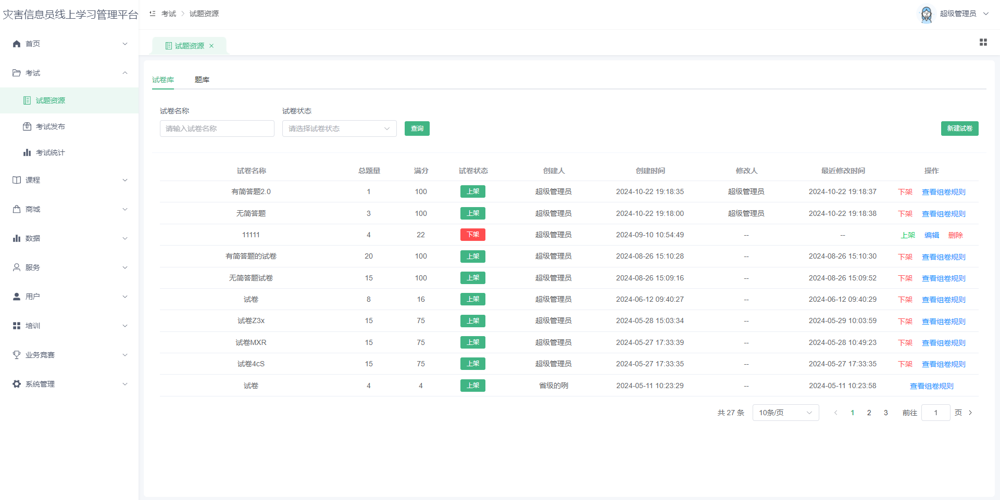 灾害信息员线上学习管理平台
考试 > 试题资源
超级管理员
首页
考试
试题资源
考试发布
考试统计
课程
商城
数据
服务
用户
培训
业务竞赛
系统管理
试题资源 ×
试卷库 题库
试卷名称 试卷状态
请输入试卷名称 请选择试卷状态 查询 新建试卷
试卷名称 总题量 满分 试卷状态 创建人 创建时间 修改人 最近修改时间 操作
有简答题2.0 1 100 上架 超级管理员 2024-10-22 19:18:35 超级管理员 2024-10-22 19:18:37 下架 查看组卷规则
无简答题 3 100 上架 超级管理员 2024-10-22 19:18:00 超级管理员 2024-10-22 19:18:38 下架 查看组卷规则
11111 4 22 下架 超级管理员 2024-09-10 10:54:49 -- -- 上架 编辑 删除
有简答题的试卷 20 100 上架 超级管理员 2024-08-26 15:10:28 -- 2024-08-26 15:10:30 下架 查看组卷规则
无简答题试卷 15 100 上架 超级管理员 2024-08-26 15:09:16 -- 2024-08-26 15:09:52 下架 查看组卷规则
试卷 8 16 上架 超级管理员 2024-06-12 09:40:27 -- 2024-06-12 09:40:29 下架 查看组卷规则
试卷Z3x 15 75 上架 超级管理员 2024-05-28 15:03:34 -- 2024-05-29 10:03:59 下架 查看组卷规则
试卷MXR 15 75 上架 超级管理员 2024-05-27 17:33:39 -- 2024-05-28 10:49:23 下架 查看组卷规则
试卷4cS 15 75 上架 超级管理员 2024-05-27 17:33:35 -- 2024-05-27 17:33:35 下架 查看组卷规则
试卷 4 4 上架 省级的咧 2024-05-11 10:23:29 -- 2024-05-11 10:23:58 查看组卷规则
共 27 条 10条/页 < 1 2 3 前往 1 页 >